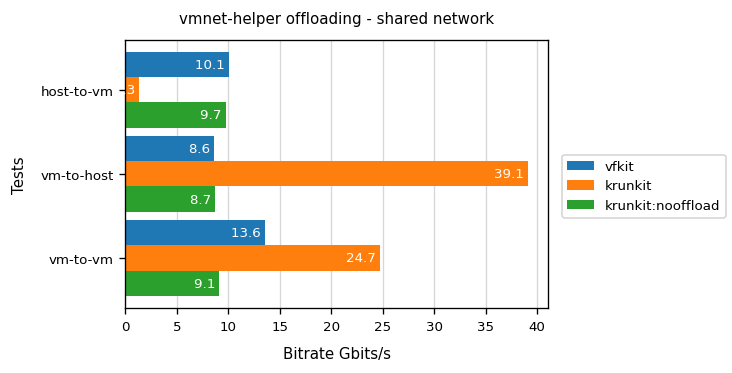 vmnet-helper offloading - shared network
Tests
host-to-vm
10.1
3
9.7
vm-to-host
8.6
39.1
8.7
vm-to-vm
13.6
24.7
9.1
0 5 10 15 20 25 30 35 40
Bitrate Gbits/s
vfkit
krunkit
krunkit:nooffload